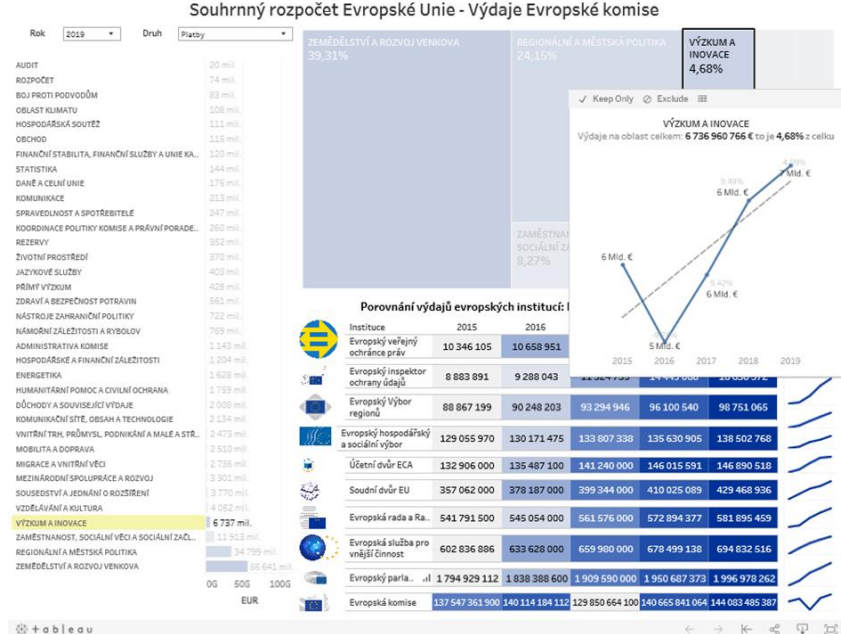 Souhrnný rozpočet Evropské Unie - Výdaje Evropské komise
Rok 2019 Druh Platby
AUDIT 20 mil.
ROZPOČET 74 mil.
BOJ PROTI PODVODŮM 83 mil.
OBLAST KLIMATU 108 mil.
HOSPODÁŘSKÁ SOUTĚŽ 111 mil.
OBCHOD 115 mil.
FINANČNÍ STABILITA, FINANČNÍ SLUŽBY A UNIE KA.. 120 mil.
STATISTIKA 144 mil.
DANĚ A CELNÍ UNIE 176 mil.
KOMUNIKACE 213 mil.
SPRAVEDLNOST A SPOTŘEBITELÉ 247 mil.
KOORDINACE POLITIKY KOMISE A PRÁVNÍ PORADE.. 260 mil.
REZERVY 352 mil.
ŽIVOTNÍ PROSTŘEDÍ 370 mil.
JAZYKOVÉ SLUŽBY 403 mil.
PŘÍMÝ VÝZKUM 428 mil.
ZDRAVÍ A BEZPEČNOST POTRAVIN 561 mil.
NÁSTROJE ZAHRANIČNÍ POLITIKY 722 mil.
NÁMOŘNÍ ZÁLEŽITOSTI A RYBOLOV 769 mil.
ADMINISTRATIVA KOMISE 1 143 mil.
HOSPODÁŘSKÉ A FINANČNÍ ZÁLEŽITOSTI 1 204 mil.
ENERGETIKA 1 628 mil.
HUMANITÁRNÍ POMOC A CIVILNÍ OCHRANA 1 759 mil.
DŮCHODY A SOUVISEJÍCÍ VÝDAJE 2 008 mil.
KOMUNIKAČNÍ SÍTĚ, OBSAH A TECHNOLOGIE 2 134 mil.
VNITŘNÍ TRH, PRŮMYSL, PODNIKÁNÍ A MALÉ A STŘ.. 2 473 mil.
MOBILITA A DOPRAVA 2 510 mil.
MIGRACE A VNITŘNÍ VĚCI 2 736 mil.
MEZINÁRODNÍ SPOLUPRÁCE A ROZVOJ 3 301 mil.
SOUSEDSTVÍ A JEDNÁNÍ O ROZŠÍŘENÍ 3 770 mil.
VZDĚLÁVÁNÍ A KULTURA 4 062 mil.
VÝZKUM A INOVACE 6 737 mil.
ZAMĚSTNANOST, SOCIÁLNÍ VĚCI A SOCIÁLNÍ ZAČL.. 11 913 mil.
REGIONÁLNÍ A MĚSTSKÁ POLITIKA 34 799 mil.
ZEMĚDĚLSTVÍ A ROZVOJ VENKOVA 56 641 mil.
0G 50G 100G
EUR
ZEMĚDĚLSTVÍ A ROZVOJ VENKOVA
39,31%
REGIONÁLNÍ A MĚSTSKÁ POLITIKA
24,15%
VÝZKUM A
INOVACE
4,68%
ZAMĚSTNA
SOCIÁLNÍ
8,27%
Keep Only Exclude
VÝZKUM A INOVACE
Výdaje na oblast celkem: 6 736 960 766 € to je 4,68% z celku
7 Mld. €
6 Mld. €
6 Mld. €
6 Mld. €
5 Mld. €
2015 2016 2017 2018 2019
Porovnání výdajů evropských institucí:
Instituce 2015 2016
Evropský veřejný
ochránce práv 10 346 105 10 658 951
Evropský inspektor
ochrany údajů 8 883 891 9 288 043
Evropský Výbor
regionů 88 867 199 90 248 203 93 294 946 96 100 540 98 751 065
Evropský hospodářský
a sociální výbor 129 055 970 130 171 475 133 807 338 135 630 905 138 502 768
Účetní dvůr ECA 132 906 000 135 487 100 141 240 000 146 015 591 146 890 518
Soudní dvůr EU 357 062 000 378 187 000 399 344 000 410 025 089 429 468 936
Evropská rada a Ra.. 541 791 500 545 054 000 561 576 000 572 894 377 581 895 459
Evropská služba pro
vnější činnost 602 836 886 633 628 000 659 980 000 678 499 138 694 832 516
Evropský parla.. 1 794 929 112 1 838 388 600 1 909 590 000 1 950 687 373 1 996 978 262
Evropská komise 137 547 361 900 140 114 184 112 129 850 664 100 140 665 841 064 144 083 485 387
+ableau